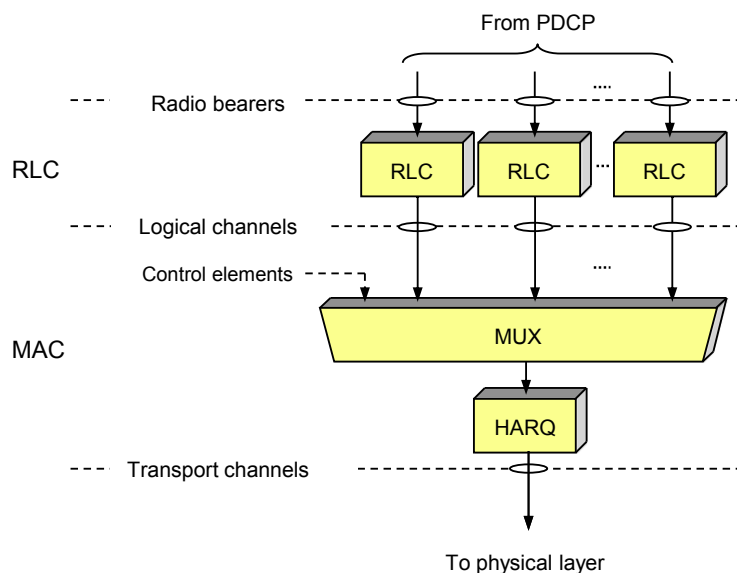 From PDCP
....
Radio bearers
RLC
RLC RLC .... RLC
Logical channels
Control elements
....
MUX
MAC
HARQ
Transport channels
To physical layer